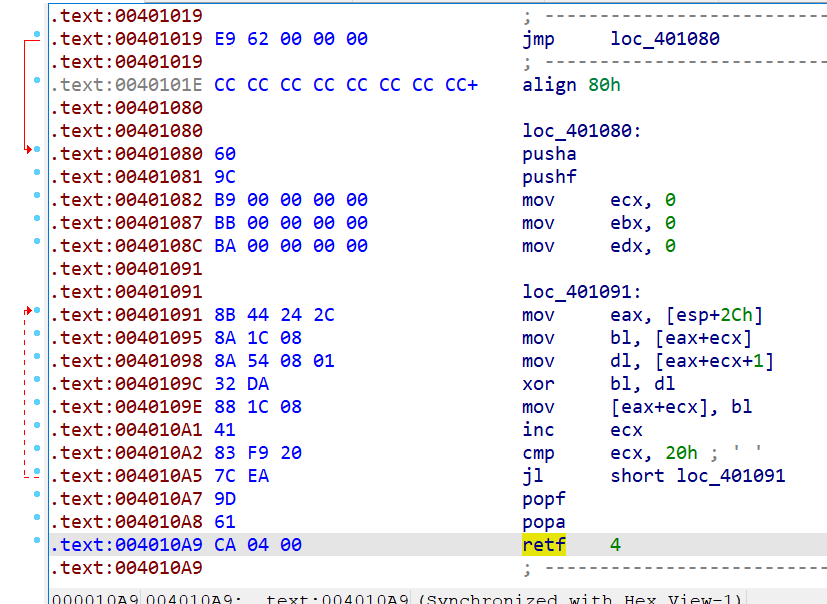 .text:00401019 ; ---------------------------
.text:00401019 E9 62 00 00 00 jmp loc_401080
.text:00401019 ; ---------------------------
.text:0040101E CC CC CC CC CC CC CC CC+ align 80h
.text:00401080
.text:00401080 loc_401080:
.text:00401080 60 pusha
.text:00401081 9C pushf
.text:00401082 B9 00 00 00 00 mov ecx, 0
.text:00401087 BB 00 00 00 00 mov ebx, 0
.text:0040108C BA 00 00 00 00 mov edx, 0
.text:00401091
.text:00401091 loc_401091:
.text:00401091 8B 44 24 2C mov eax, [esp+2Ch]
.text:00401095 8A 1C 08 mov bl, [eax+ecx]
.text:00401098 8A 54 08 01 mov dl, [eax+ecx+1]
.text:0040109C 32 DA xor bl, dl
.text:0040109E 88 1C 08 mov [eax+ecx], bl
.text:004010A1 41 inc ecx
.text:004010A2 83 F9 20 cmp ecx, 20h ; ' '
.text:004010A5 7C EA jl short loc_401091
.text:004010A7 9D popf
.text:004010A8 61 popa
.text:004010A9 CA 04 00 retf 4
.text:004010A9 ; ---------------------------
000010A9 004010A9: .text:004010A9 (Synchronized with Hex View-1)